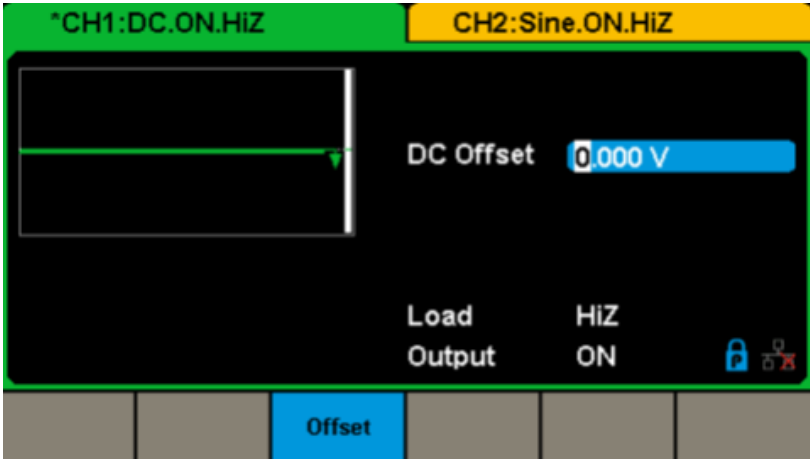 *CH1:DC.ON.HiZ CH2:Sine.ON.HiZ
DC Offset 0.000 V
Load HiZ
Output ON
P
Offset